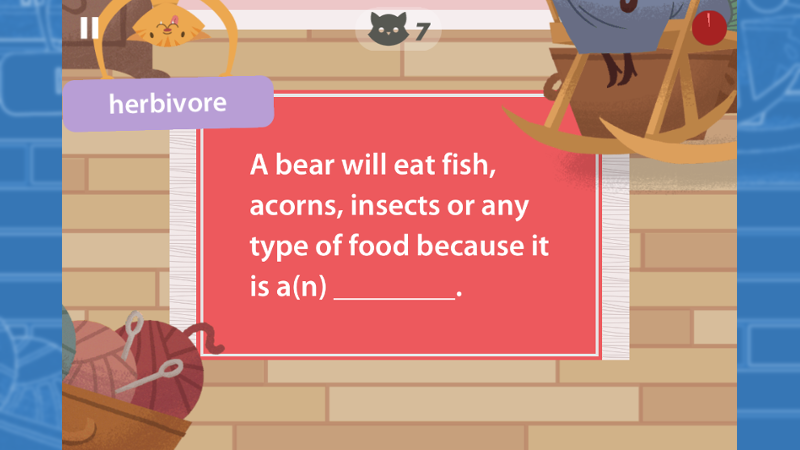 7
herbivore
A bear will eat fish,
acorns, insects or any
type of food because it
is a(n) _________.